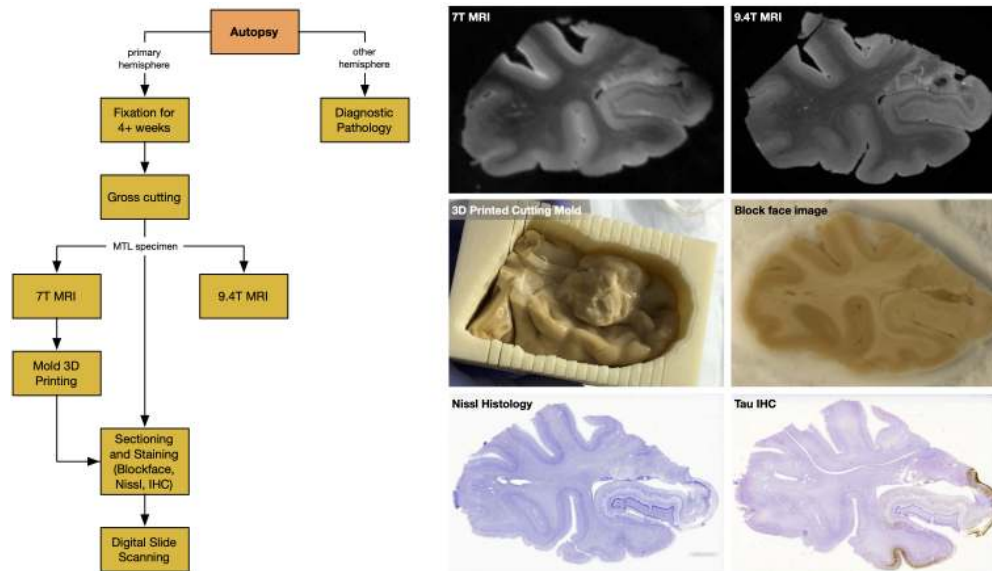 Autopsy
primary
hemisphere
other
hemisphere
Fixation for
4+ weeks
Diagnostic
Pathology
Gross cutting
MTL specimen
7T MRI
9.4T MRI
Mold 3D
Printing
Sectioning
and Staining
(Blockface,
Nissl, IHC)
Digital Slide
Scanning
7T MRI
9.4T MRI
3D Printed Cutting Mold
Block face image
Nissl Histology
Tau IHC